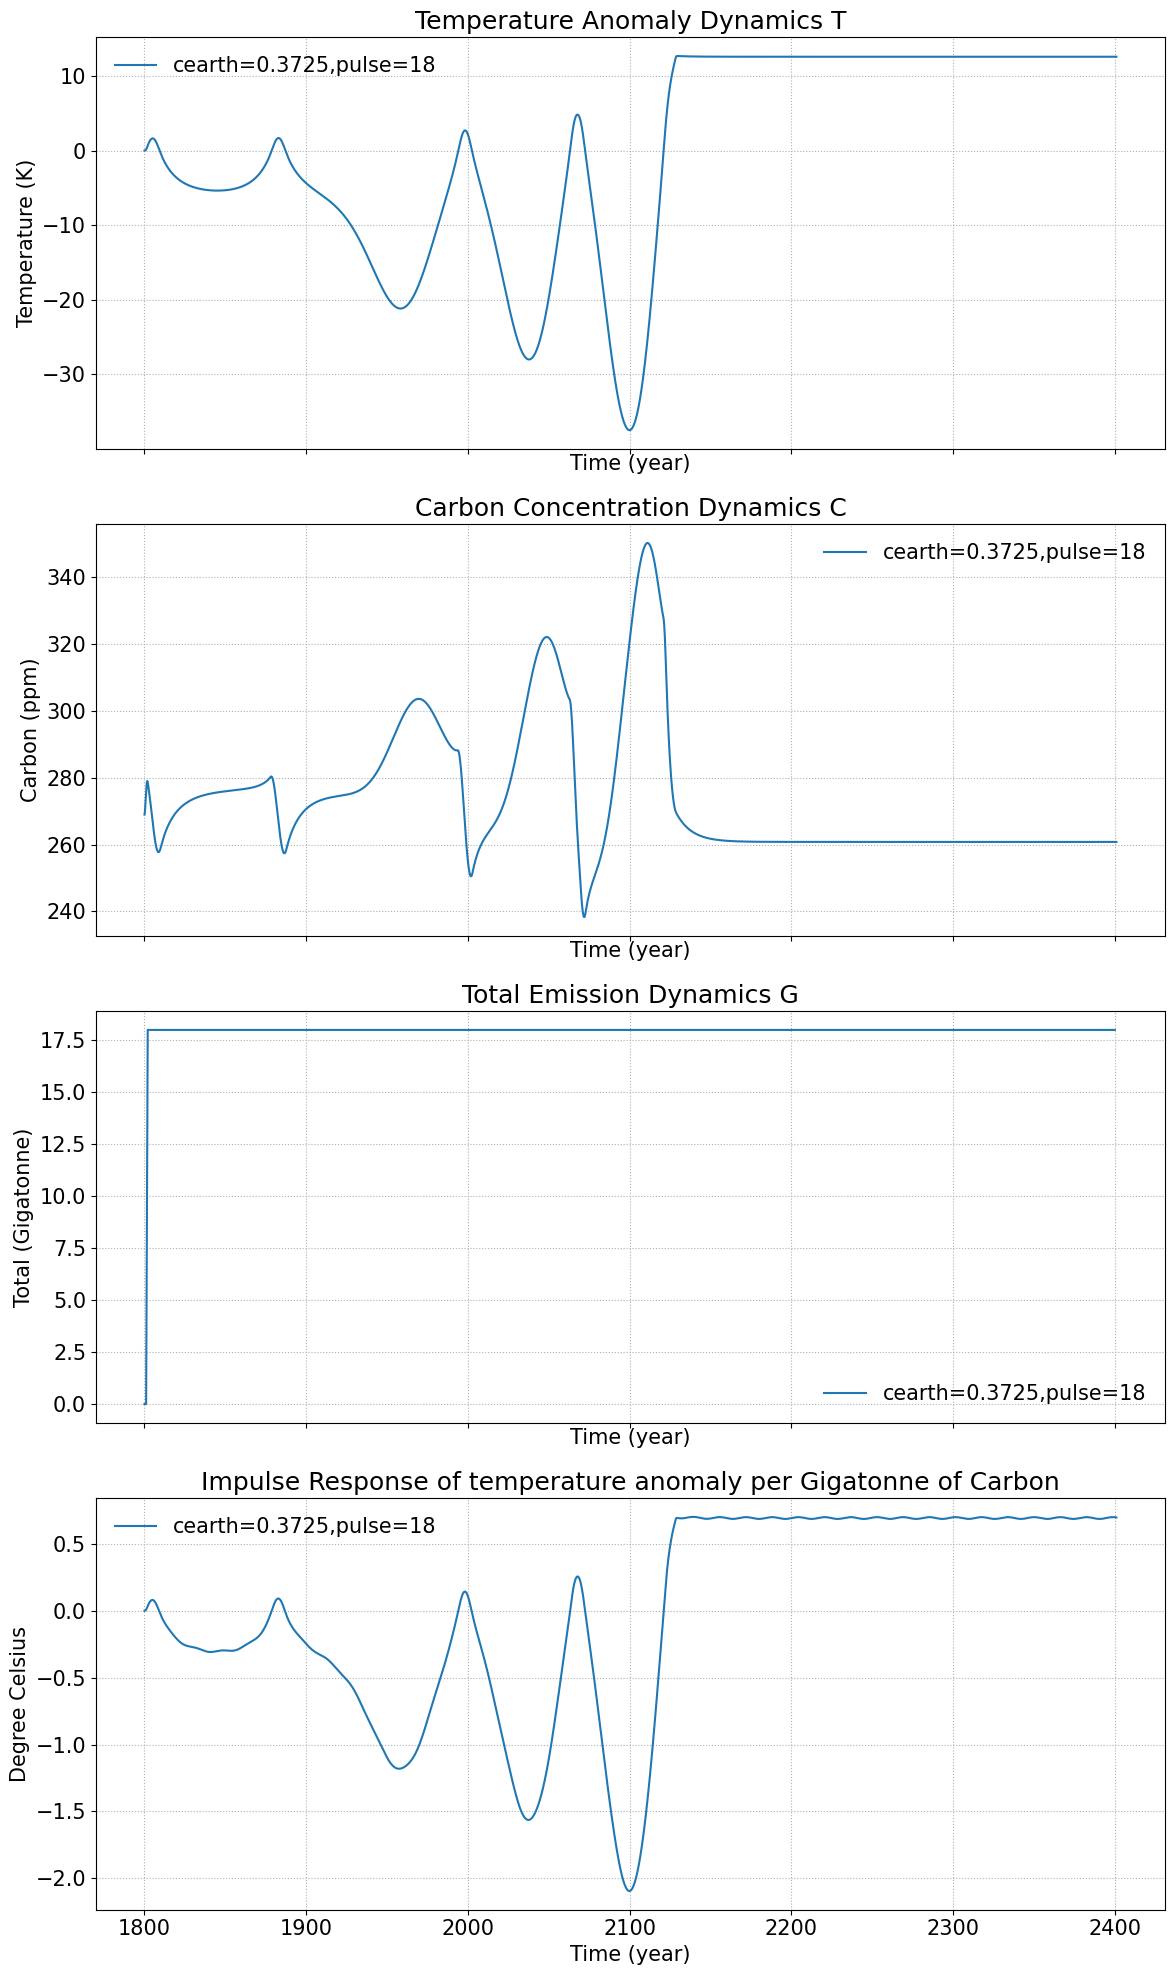 Temperature Anomaly Dynamics T
cearth=0.3725,pulse=18
10
0
−10
−20
−30
Temperature (K)
Time (year)
Carbon Concentration Dynamics C
cearth=0.3725,pulse=18
340
320
300
280
260
240
Carbon (ppm)
Time (year)
Total Emission Dynamics G
17.5
15.0
12.5
10.0
7.5
5.0
2.5
0.0
Total (Gigatonne)
cearth=0.3725,pulse=18
Time (year)
Impulse Response of temperature anomaly per Gigatonne of Carbon
cearth=0.3725,pulse=18
0.5
0.0
−0.5
−1.0
−1.5
−2.0
Degree Celsius
1800 1900 2000 2100 2200 2300 2400
Time (year)